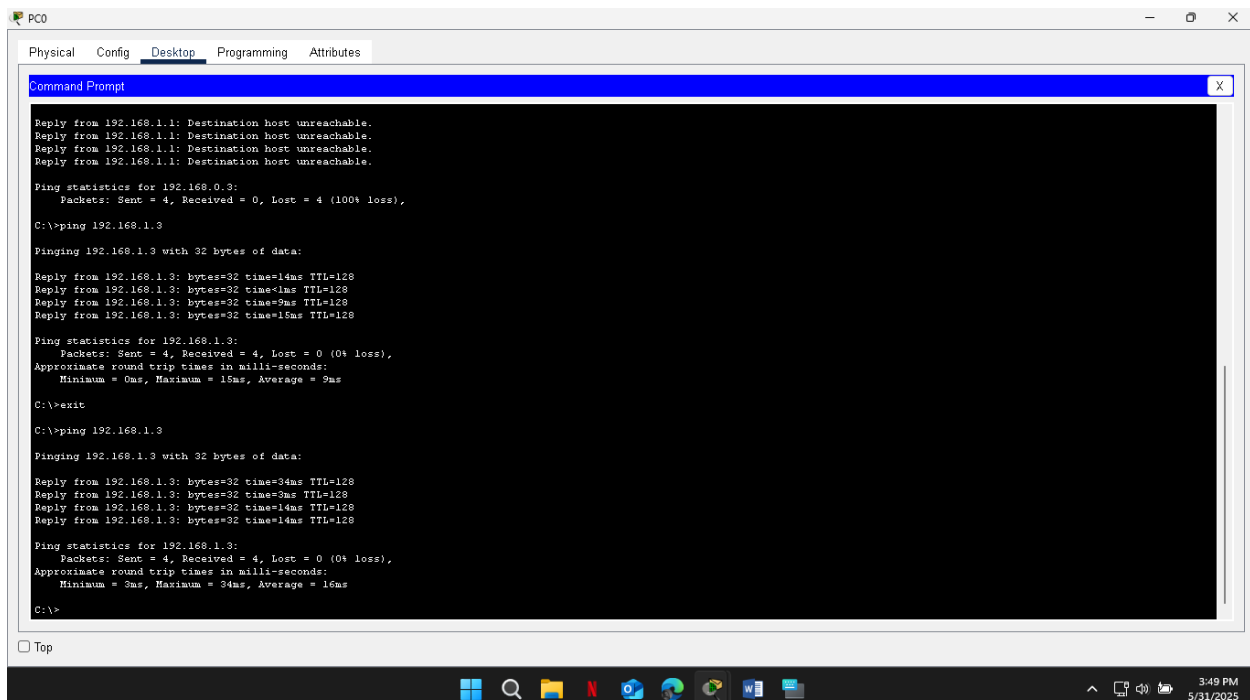 PC0
Physical Config Desktop Programming Attributes
Command Prompt
X
Reply from 192.168.1.1: Destination host unreachable.
Reply from 192.168.1.1: Destination host unreachable.
Reply from 192.168.1.1: Destination host unreachable.
Reply from 192.168.1.1: Destination host unreachable.
Ping statistics for 192.168.0.3:
Packets: Sent = 4, Received = 0, Lost = 4 (100% loss),
C:\>ping 192.168.1.3
Pinging 192.168.1.3 with 32 bytes of data:
Reply from 192.168.1.3: bytes=32 time=14ms TTL=128
Reply from 192.168.1.3: bytes=32 time<1ms TTL=128
Reply from 192.168.1.3: bytes=32 time=9ms TTL=128
Reply from 192.168.1.3: bytes=32 time=15ms TTL=128
Ping statistics for 192.168.1.3:
Packets: Sent = 4, Received = 4, Lost = 0 (0% loss),
Approximate round trip times in milli-seconds:
Minimum = 0ms, Maximum = 15ms, Average = 9ms
C:\>exit
C:\>ping 192.168.1.3
Pinging 192.168.1.3 with 32 bytes of data:
Reply from 192.168.1.3: bytes=32 time=34ms TTL=128
Reply from 192.168.1.3: bytes=32 time=3ms TTL=128
Reply from 192.168.1.3: bytes=32 time=14ms TTL=128
Reply from 192.168.1.3: bytes=32 time=14ms TTL=128
Ping statistics for 192.168.1.3:
Packets: Sent = 4, Received = 4, Lost = 0 (0% loss),
Approximate round trip times in milli-seconds:
Minimum = 3ms, Maximum = 34ms, Average = 16ms
C:\>
Top
3:49 PM
5/31/2025